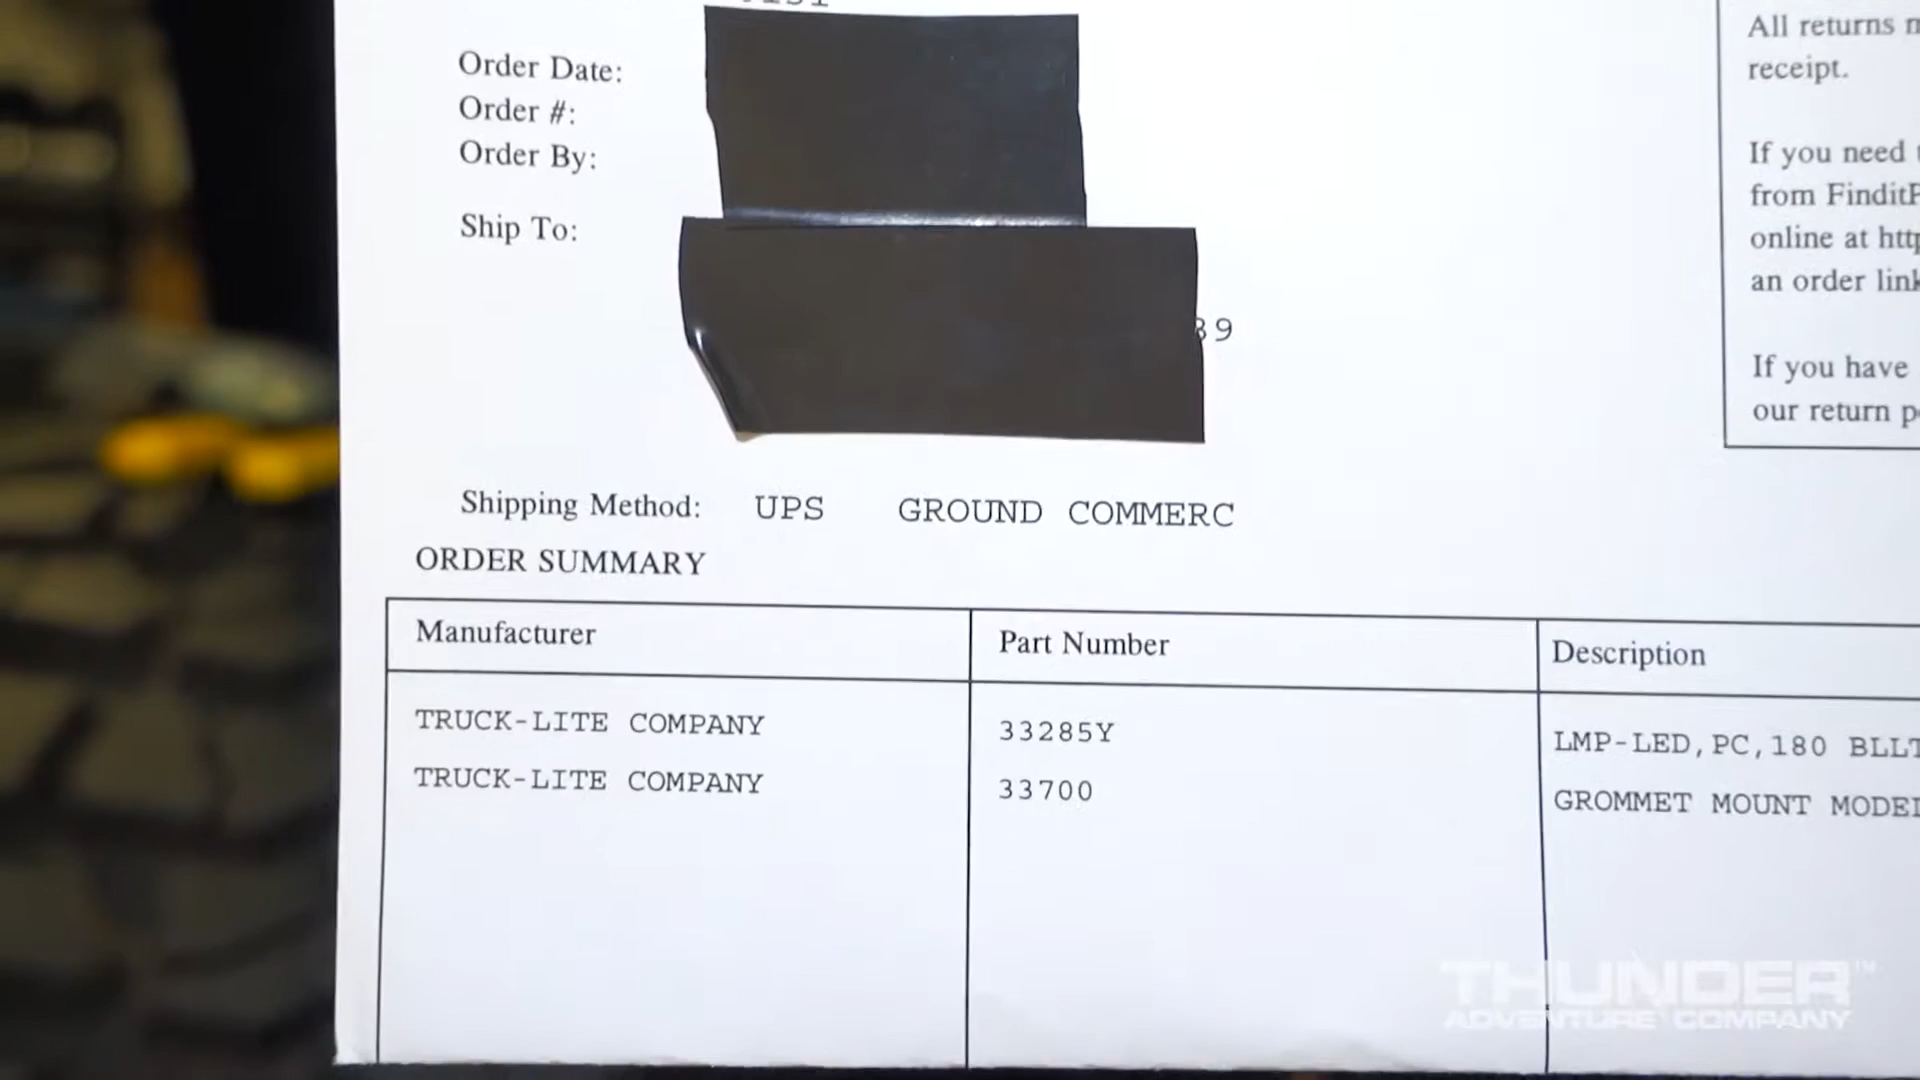 Order Date:
Order #:
Order By:
Ship To:
39
Shipping Method: UPS GROUND COMMERC
ORDER SUMMARY
Manufacturer Part Number Description
TRUCK-LITE COMPANY 33285Y LMP-LED,PC,180 BLLT
TRUCK-LITE COMPANY 33700 GROMMET MOUNT MODEL
All returns
receipt.
If you need
from FinditP
online at http
an order link
If you have
our return p
THUNDER™
ADVENTURE COMPANY